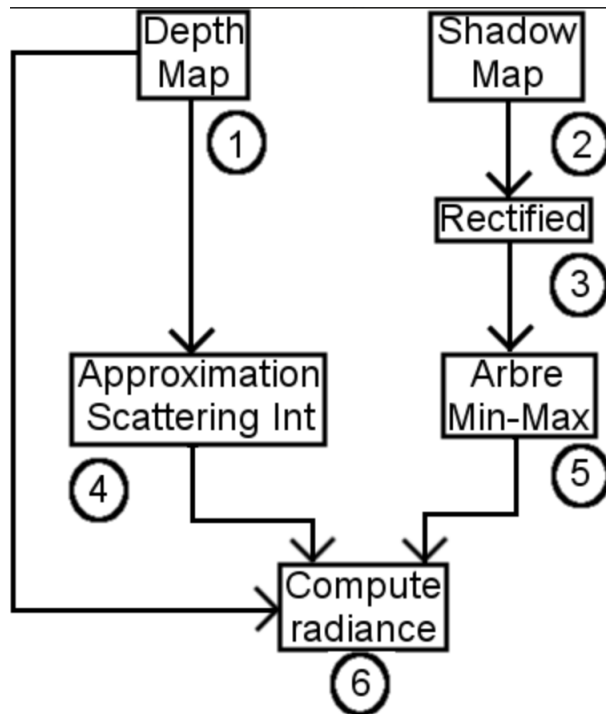 Depth
Map
Shadow
Map
1
2
Rectified
3
Approximation
Scattering Int
Arbre
Min-Max
4
5
Compute
radiance
6